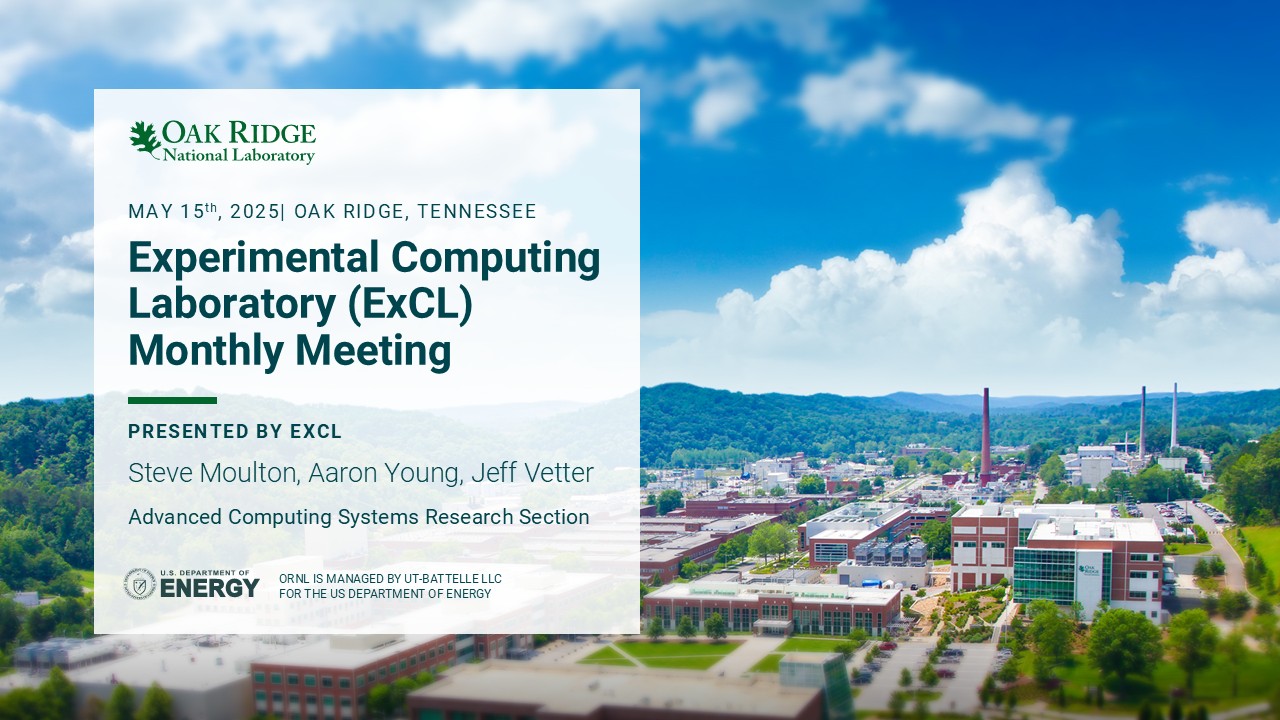 OAK RIDGE
National Laboratory
MAY 15th, 2025| OAK RIDGE, TENNESSEE
Experimental Computing
Laboratory (ExCL)
Monthly Meeting
PRESENTED BY EXCL
Steve Moulton, Aaron Young, Jeff Vetter
Advanced Computing Systems Research Section
U.S. DEPARTMENT OF
ENERGY
ORNL IS MANAGED BY UT-BATTELLE LLC
FOR THE US DEPARTMENT OF ENERGY
OAK
RIDGE